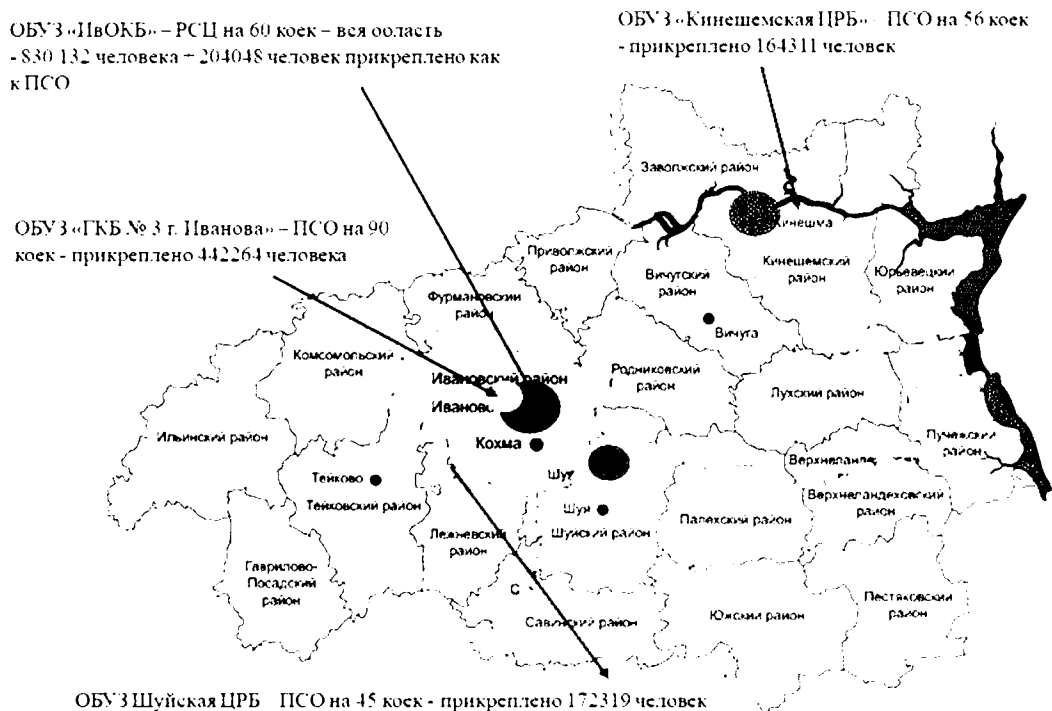 ОБУЗ «ИвОКБ» – РСЦ на 60 коек – вся область
- 830 132 человека + 204048 человек прикреплено как
к ПСО
ОБУЗ «Кинешемская ЦРБ» – ПСО на 56 коек
- прикреплено 164311 человек
ОБУЗ «ГКБ № 3 г. Иванова» – ПСО на 90
коек - прикреплено 442264 человека
Заволжский район
Кинешма
Приволжский
район
Вичугский
район
Кинешемский
район
Юрьевецкий
район
Фурмановский
район
Вичуга
Комсомольский
район
Ивановский район
Иваново
Родниковский
район
Лухский район
Ильинский район
Кохма
Пучежский
район
Тейково
Тейковский район
Шуя
Шуя
Шуйский район
Верхнеландеховский
район
Палехский район
Лежневский
район
Гаврилово-
Посадский
район
С
Савинский район
Южский район
Пестяковский
район
ОБУЗ Шуйская ЦРБ – ПСО на 45 коек - прикреплено 172319 человек